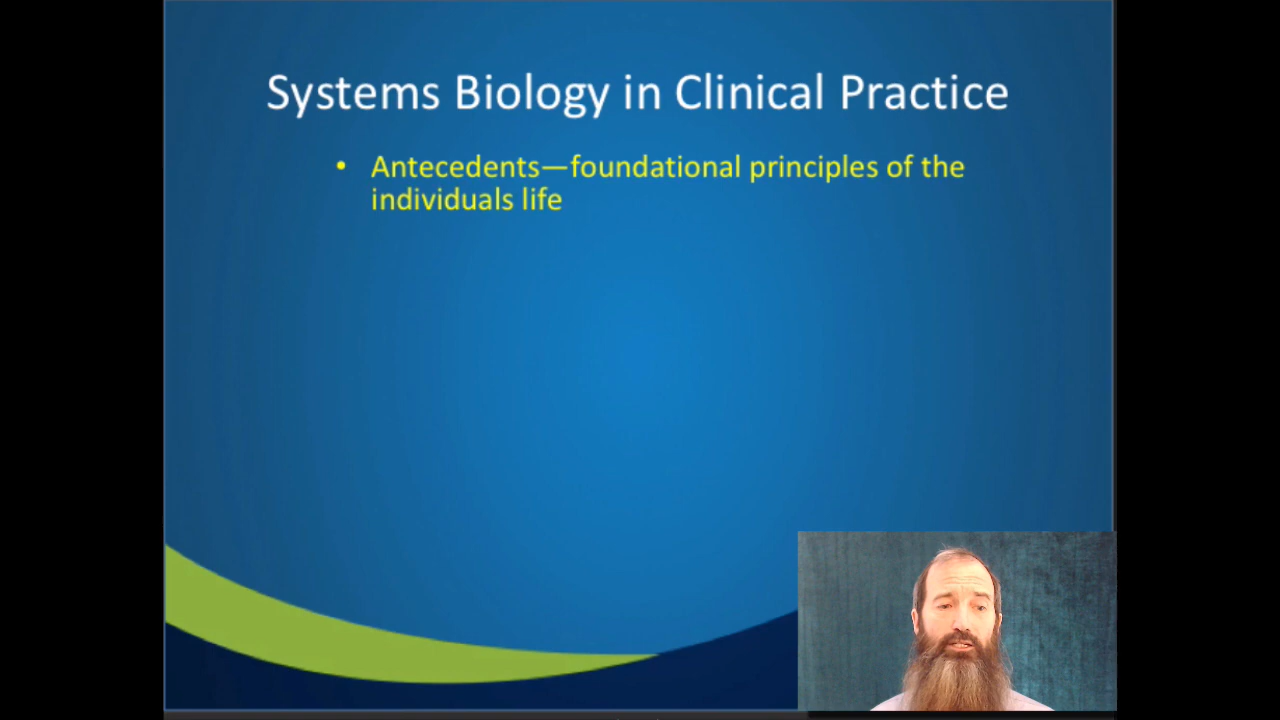 Systems Biology in Clinical Practice
• Antecedents—foundational principles of the
individuals life